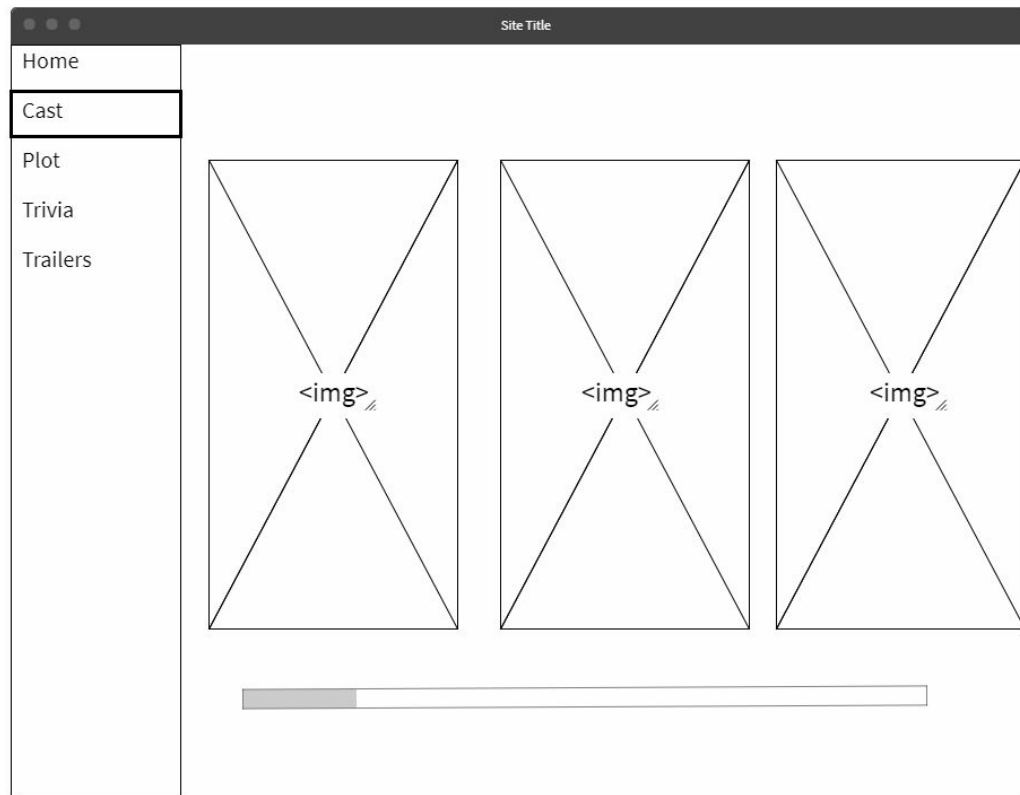 Site Title
Home
Cast
Plot
Trivia
Trailers
<img>
<img>
<img>